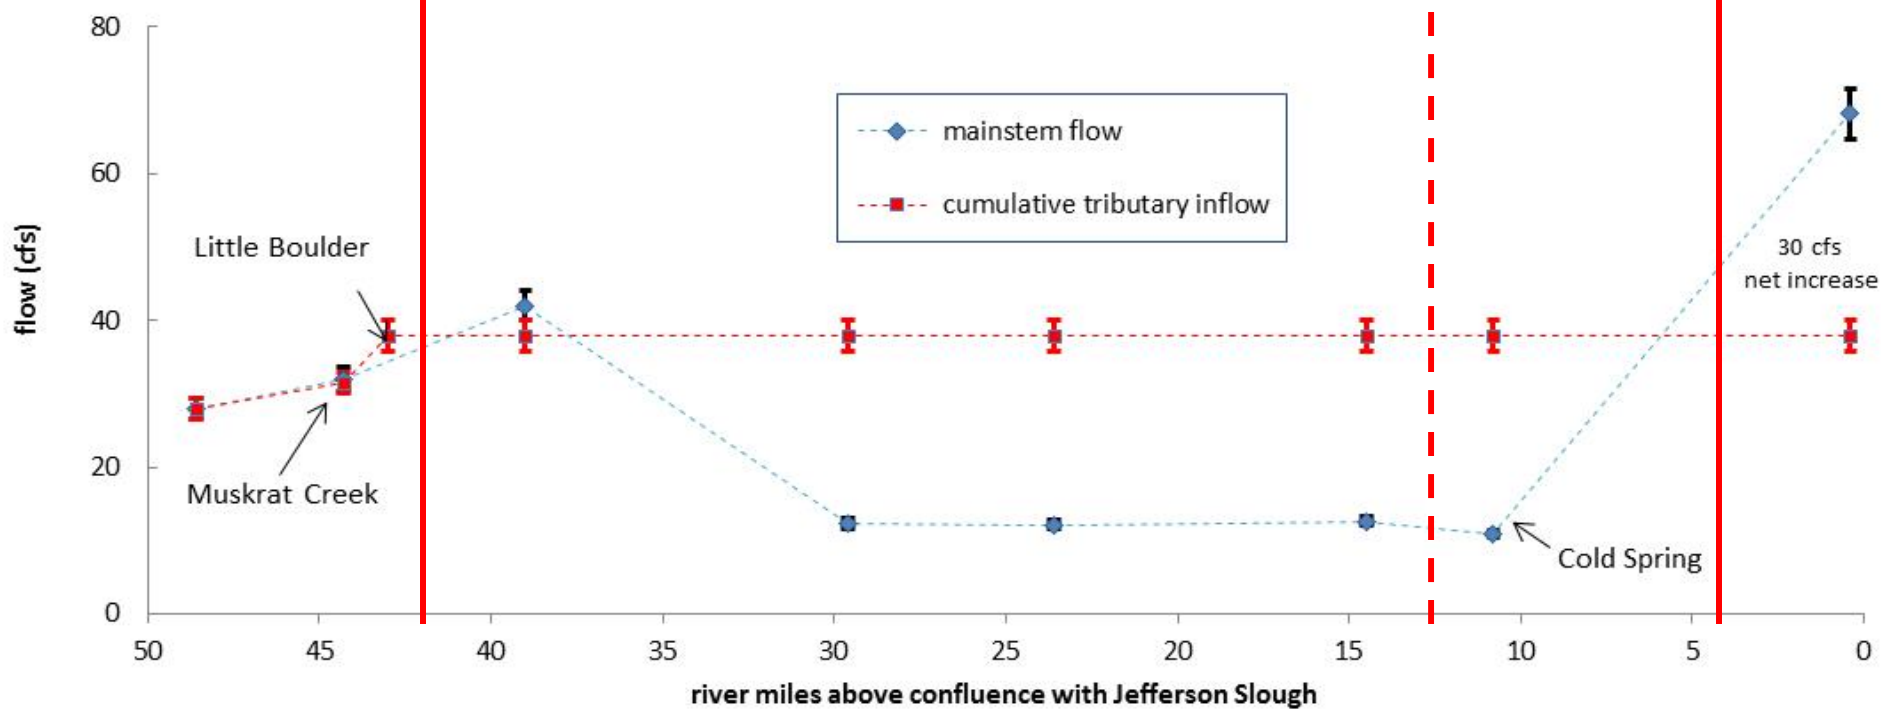 80
60
40
20
0
flow (cfs)
mainstem flow
cumulative tributary inflow
Little Boulder
Muskrat Creek
30 cfs
net increase
Cold Spring
50 45 40 35 30 25 20 15 10 5 0
river miles above confluence with Jefferson Slough